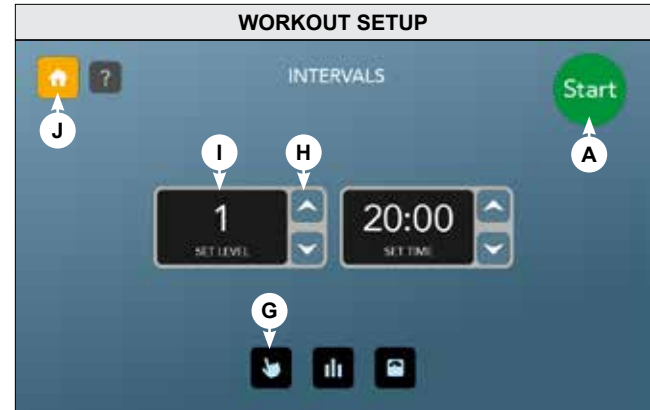 WORKOUT SETUP
?
INTERVALS
Start
J
A
I
H
1
20:00
SET LEVEL
SET TIME
G